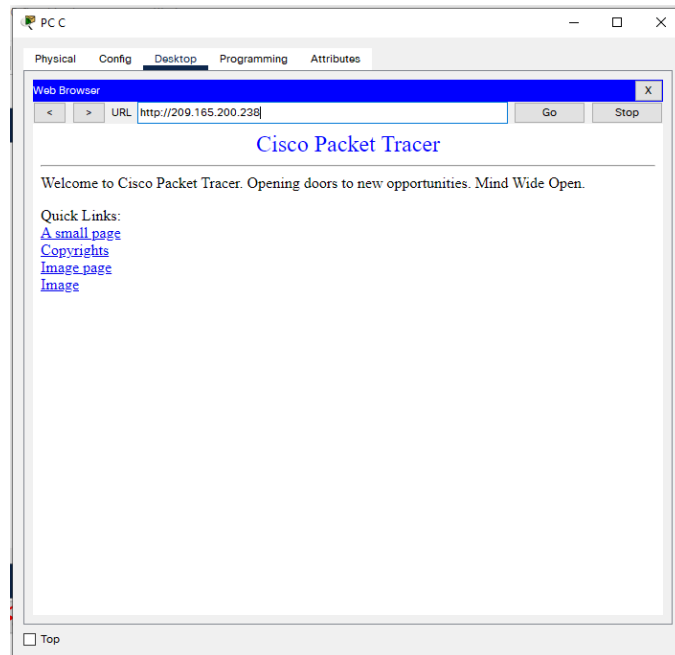 PC C
Physical Config Desktop Programming Attributes
Web Browser X
< > URL http://209.165.200.238 Go Stop
Cisco Packet Tracer
Welcome to Cisco Packet Tracer. Opening doors to new opportunities. Mind Wide Open.
Quick Links:
A small page
Copyrights
Image page
Image
Top